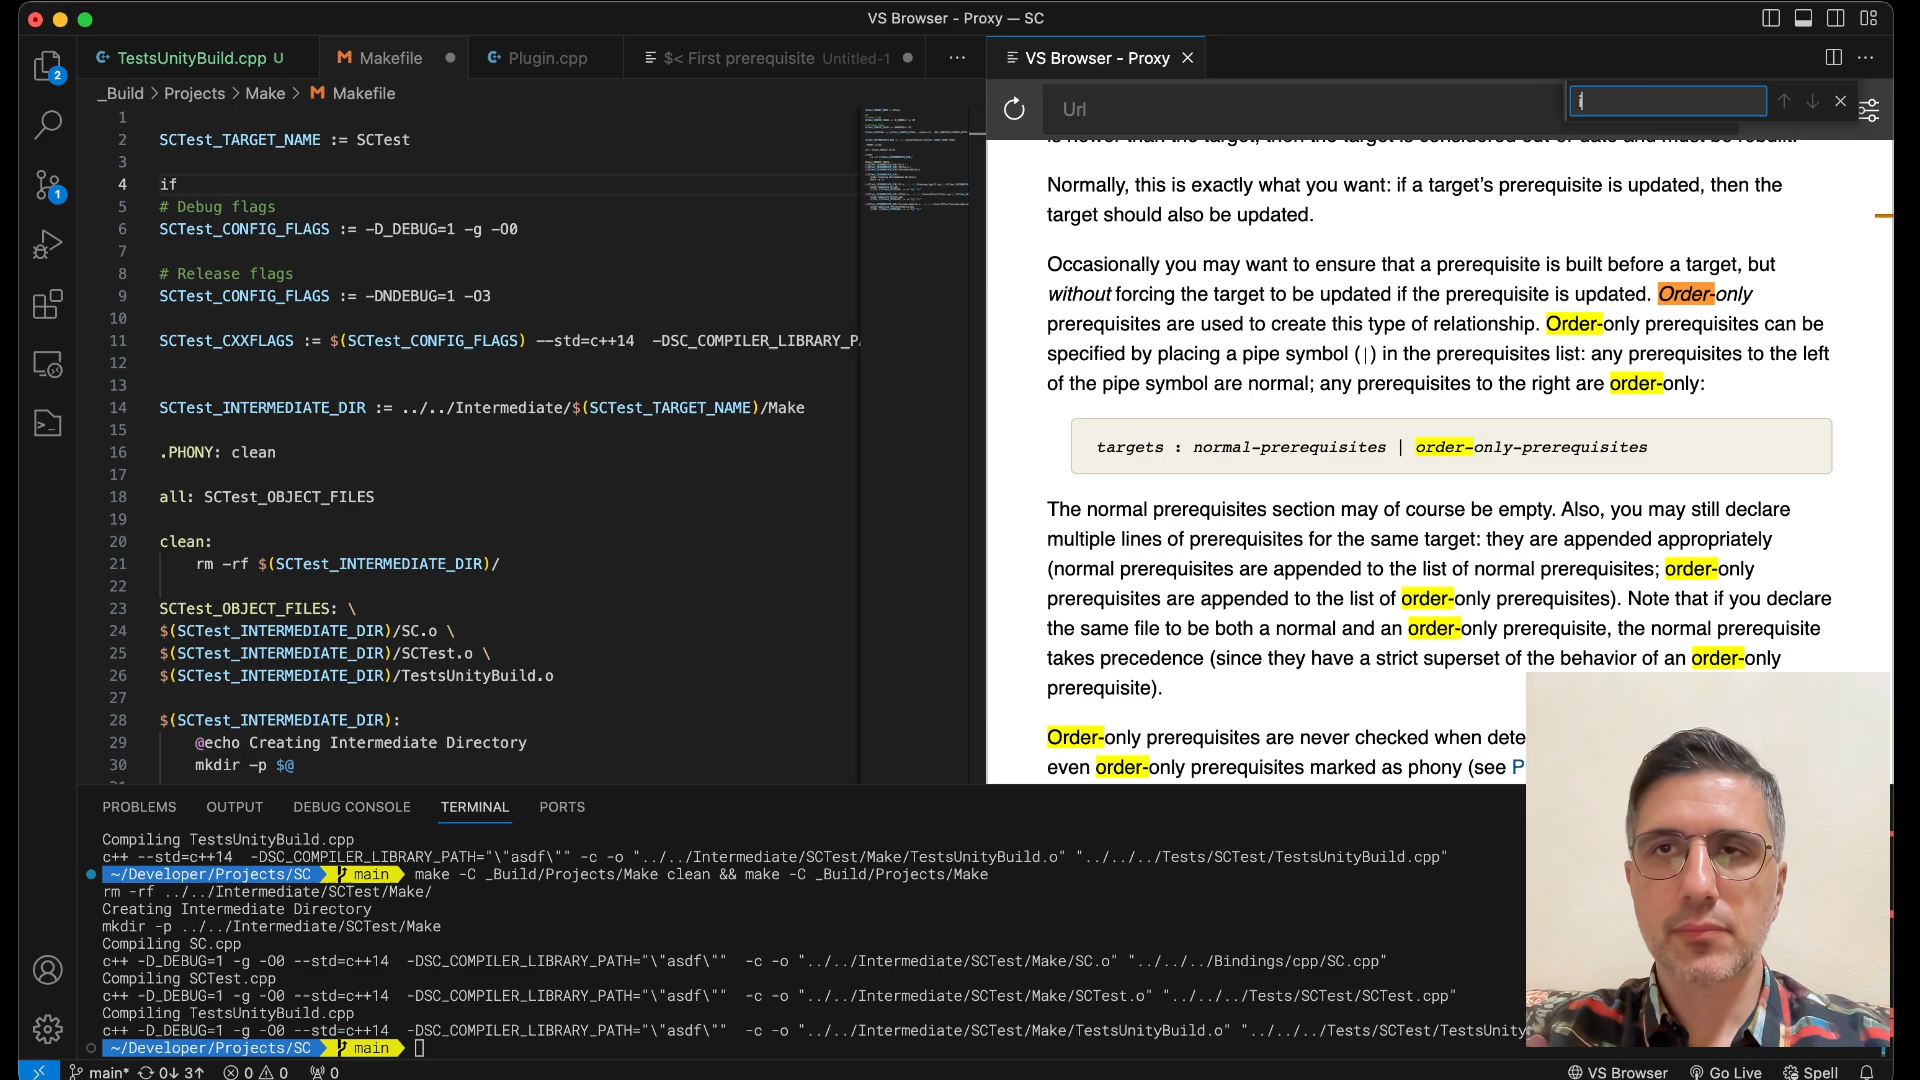 VS Browser - Proxy — SC
TestsUnityBuild.cpp U
Makefile
Plugin.cpp
$< First prerequisite Untitled-1
VS Browser - Proxy
_Build > Projects > Make > Makefile
Url
i
1
2 SCTest_TARGET_NAME := SCTest
3
4 if
5 # Debug flags
6 SCTest_CONFIG_FLAGS := -D_DEBUG=1 -g -O0
7
8 # Release flags
9 SCTest_CONFIG_FLAGS := -DNDEBUG=1 -O3
10
11 SCTest_CXXFLAGS := $(SCTest_CONFIG_FLAGS) --std=c++14 -DSC_COMPILER_LIBRARY_PA
12
13
14 SCTest_INTERMEDIATE_DIR := ../../Intermediate/$(SCTest_TARGET_NAME)/Make
15
16 .PHONY: clean
17
18 all: SCTest_OBJECT_FILES
19
20 clean:
21 rm -rf $(SCTest_INTERMEDIATE_DIR)/
22
23 SCTest_OBJECT_FILES: \
24 $(SCTest_INTERMEDIATE_DIR)/SC.o \
25 $(SCTest_INTERMEDIATE_DIR)/SCTest.o \
26 $(SCTest_INTERMEDIATE_DIR)/TestsUnityBuild.o
27
28 $(SCTest_INTERMEDIATE_DIR):
29 @echo Creating Intermediate Directory
30 mkdir -p $@
is newer than the target, then the target is considered out-of-date and must be rebuilt.
Normally, this is exactly what you want: if a target’s prerequisite is updated, then the
target should also be updated.
Occasionally you may want to ensure that a prerequisite is built before a target, but
without forcing the target to be updated if the prerequisite is updated. Order-only
prerequisites are used to create this type of relationship. Order-only prerequisites can be
specified by placing a pipe symbol (|) in the prerequisites list: any prerequisites to the left
of the pipe symbol are normal; any prerequisites to the right are order-only:
targets : normal-prerequisites | order-only-prerequisites
The normal prerequisites section may of course be empty. Also, you may still declare
multiple lines of prerequisites for the same target: they are appended appropriately
(normal prerequisites are appended to the list of normal prerequisites; order-only
prerequisites are appended to the list of order-only prerequisites). Note that if you declare
the same file to be both a normal and an order-only prerequisite, the normal prerequisite
takes precedence (since they have a strict superset of the behavior of an order-only
prerequisite).
Order-only prerequisites are never checked when dete
even order-only prerequisites marked as phony (see P
PROBLEMS OUTPUT DEBUG CONSOLE TERMINAL PORTS
Compiling TestsUnityBuild.cpp
c++ --std=c++14 -DSC_COMPILER_LIBRARY_PATH="\"asdf\"" -c -o "../../Intermediate/SCTest/Make/TestsUnityBuild.o" "../../../Tests/SCTest/TestsUnityBuild.cpp"
~/Developer/Projects/SC main make -C _Build/Projects/Make clean && make -C _Build/Projects/Make
rm -rf ../../Intermediate/SCTest/Make/
Creating Intermediate Directory
mkdir -p ../../Intermediate/SCTest/Make
Compiling SC.cpp
c++ -D_DEBUG=1 -g -O0 --std=c++14 -DSC_COMPILER_LIBRARY_PATH="\"asdf\"" -c -o "../../Intermediate/SCTest/Make/SC.o" "../../../Bindings/cpp/SC.cpp"
Compiling SCTest.cpp
c++ -D_DEBUG=1 -g -O0 --std=c++14 -DSC_COMPILER_LIBRARY_PATH="\"asdf\"" -c -o "../../Intermediate/SCTest/Make/SCTest.o" "../../../Tests/SCTest/SCTest.cpp"
Compiling TestsUnityBuild.cpp
c++ -D_DEBUG=1 -g -O0 --std=c++14 -DSC_COMPILER_LIBRARY_PATH="\"asdf\"" -c -o "../../Intermediate/SCTest/Make/TestsUnityBuild.o" "../../../Tests/SCTest/TestsUnity
~/Developer/Projects/SC main
main* 0↓ 3↑ 0 0 0 VS Browser Go Live Spell
2
1